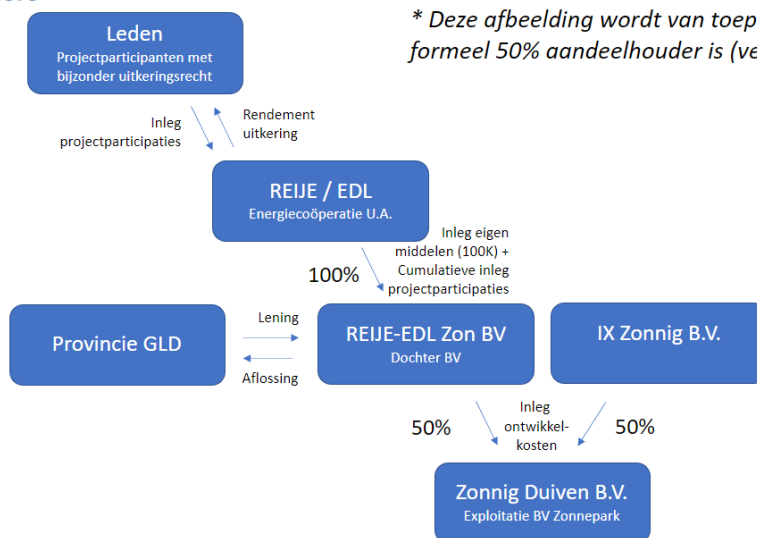 * Deze afbeelding wordt van
formeel 50% aandeelhouder is
Leden
Projectparticipanten met
bijzonder uitkeringsrecht
Inleg
projectparticipaties
Rendement
uitkering
REIJE / EDL
Energiecoöperatie U.A.
Inleg eigen
middelen (100K) +
Cumulatieve inleg
projectparticipaties
100%
Provincie GLD
Lening
Aflossing
REIJE-EDL Zon BV
Dochter BV
IX Zonnig B.V.
50%
Inleg
ontwikkel-
kosten
50%
Zonnig Duiven B.V.
Exploitatie BV Zonnepark